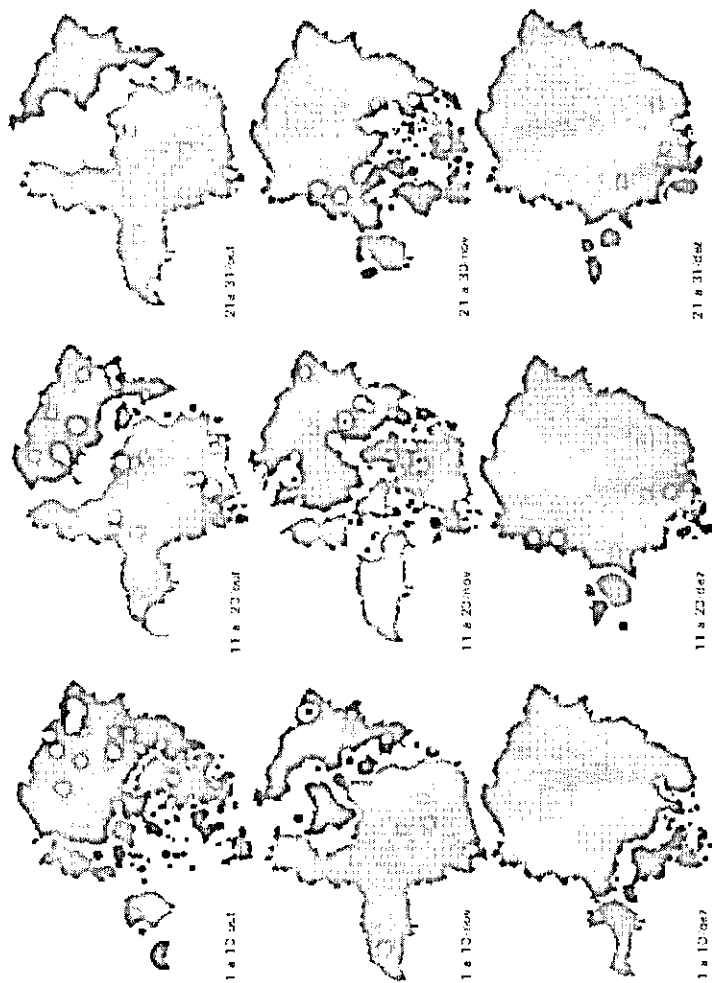 1 a 10-out
11 a 20-out
21 a 31-out
1 a 10-nov
11 a 20-nov
21 a 30-nov
1 a 10-dez
11 a 20-dez
21 a 31-dez